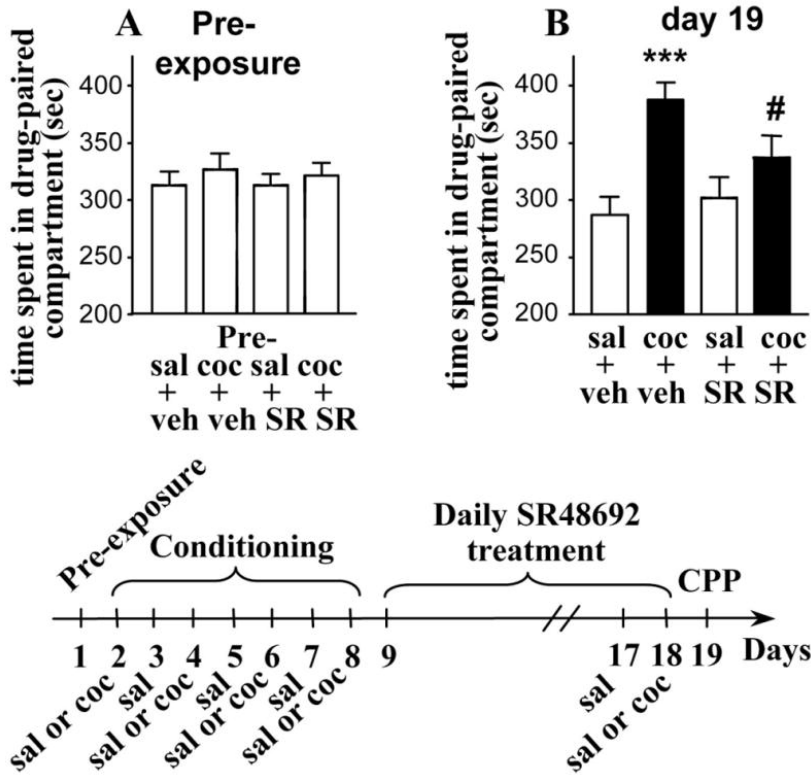 A Pre-
exposure
time spent in drug-paired
compartment (sec)
400
350
300
250
200
Pre-
sal coc sal coc
+ + + +
veh veh SR SR
B day 19
time spent in drug-paired
compartment (sec)
400
350
300
250
200
***
#
sal coc sal coc
+ + + +
veh veh SR SR
Pre-exposure
Conditioning
Daily SR48692
treatment
CPP
1 2 3 4 5 6 7 8 9 17 18 19 Days
sal or coc
sal
sal or coc
sal
sal or coc
sal
sal or coc
sal
sal or coc